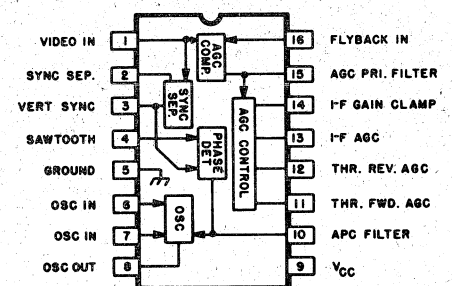 VIDEO IN 1 AGC COMP. 16 FLYBACK IN
SYNC SEP. 2 SYNC SEP. 15 AGC PRI. FILTER
VERT SYNC 3 14 I-F GAIN CLAMP
SAWTOOTH 4 PHASE DET AGC CONTROL 13 I-F AGC
GROUND 5 12 THR. REV. AGC
OSC IN 6 OSC 11 THR. FWD. AGC
OSC IN 7 10 APC FILTER
OSC OUT 8 9 VCC